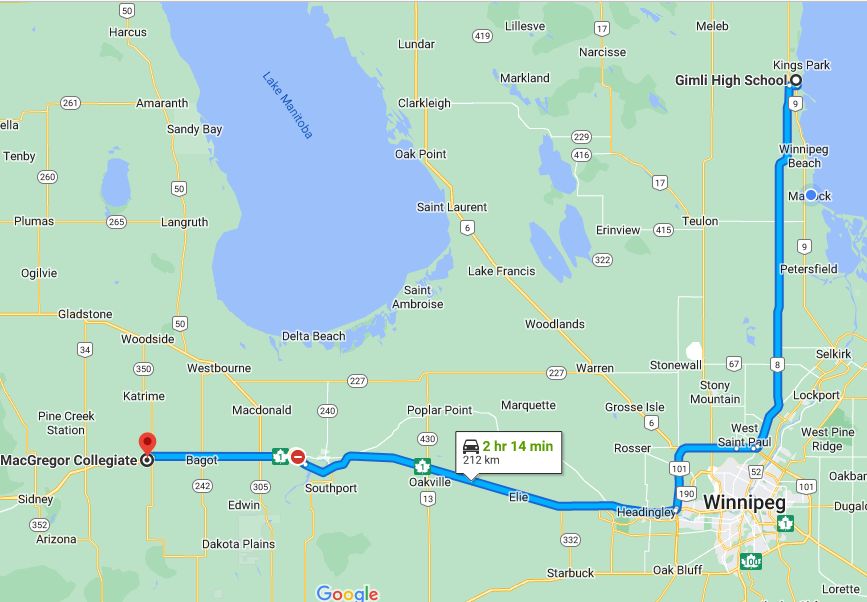 50
Harcus
Lundar
419
Lillesve
17
Narcisse
Meleb
Kings Park
Gimli High School
9
Markland
Lake Manitoba
261
Amaranth
Clarkleigh
ella
Sandy Bay
229
416
Oak Point
Winnipeg
Beach
Tenby
260
50
17
Saint Laurent
Plumas
265
Langruth
6
Erinview
415
Teulon
9
322
Petersfield
Ogilvie
Lake Francis
Saint
Ambroise
Gladstone
50
Woodside
Delta Beach
Woodlands
34
350
Westbourne
Warren
Stonewall
67
8
Selkirk
227
227
Katrime
Stony
Mountain
Lockport
Macdonald
240
Poplar Point
Marquette
Grosse Isle
6
Pine Creek
Station
430
West
Saint Paul
West Pine
Ridge
2 hr 14 min
212 km
Rosser
MacGregor Collegiate
Bagot
1
1
Oakville
101
52
Oakbar
242
305
Southport
13
Elie
190
101
Sidney
Edwin
Headingley
Winnipeg
Dugald
352
1
Arizona
Dakota Plains
332
100
Starbuck
Oak Bluff
Lorette
Google